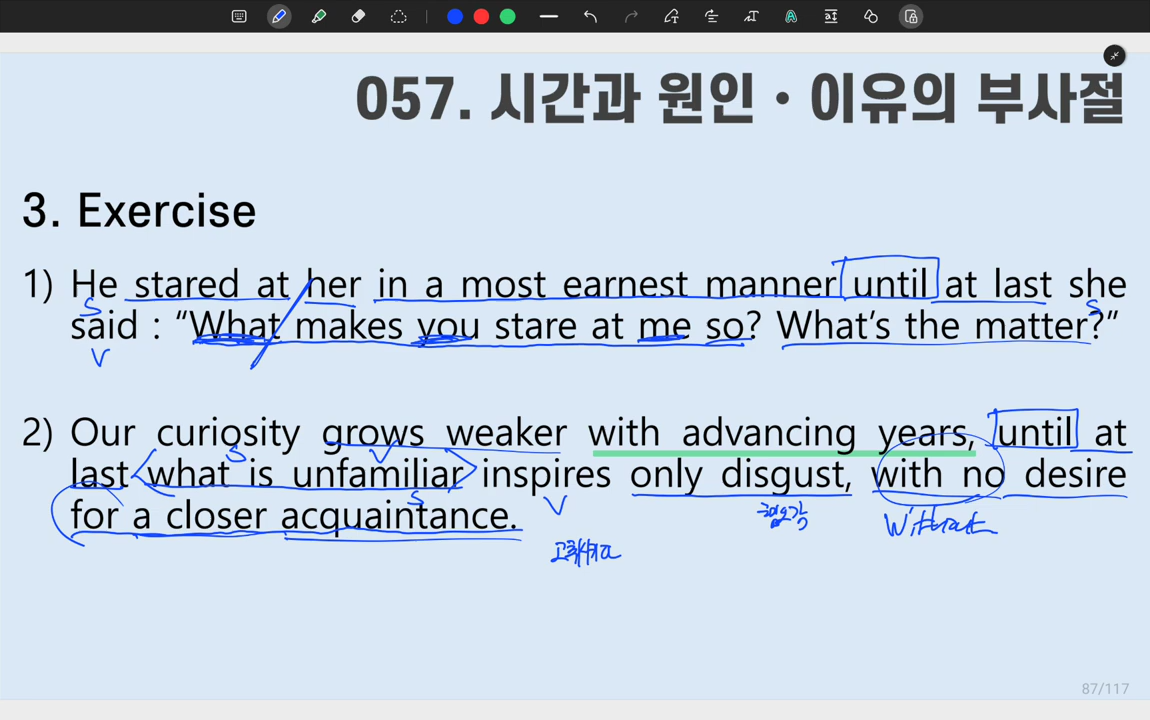 057. 시간과 원인・이유의 부사절
3. Exercise
1) He stared at her in a most earnest manner until at last she
S
S
said : “What makes you stare at me so? What’s the matter?”
V
2) Our curiosity grows weaker with advancing years, until at
S V
last what is unfamiliar inspires only disgust, with no desire
S V
혐오감
without
for a closer acquaintance.
87/117